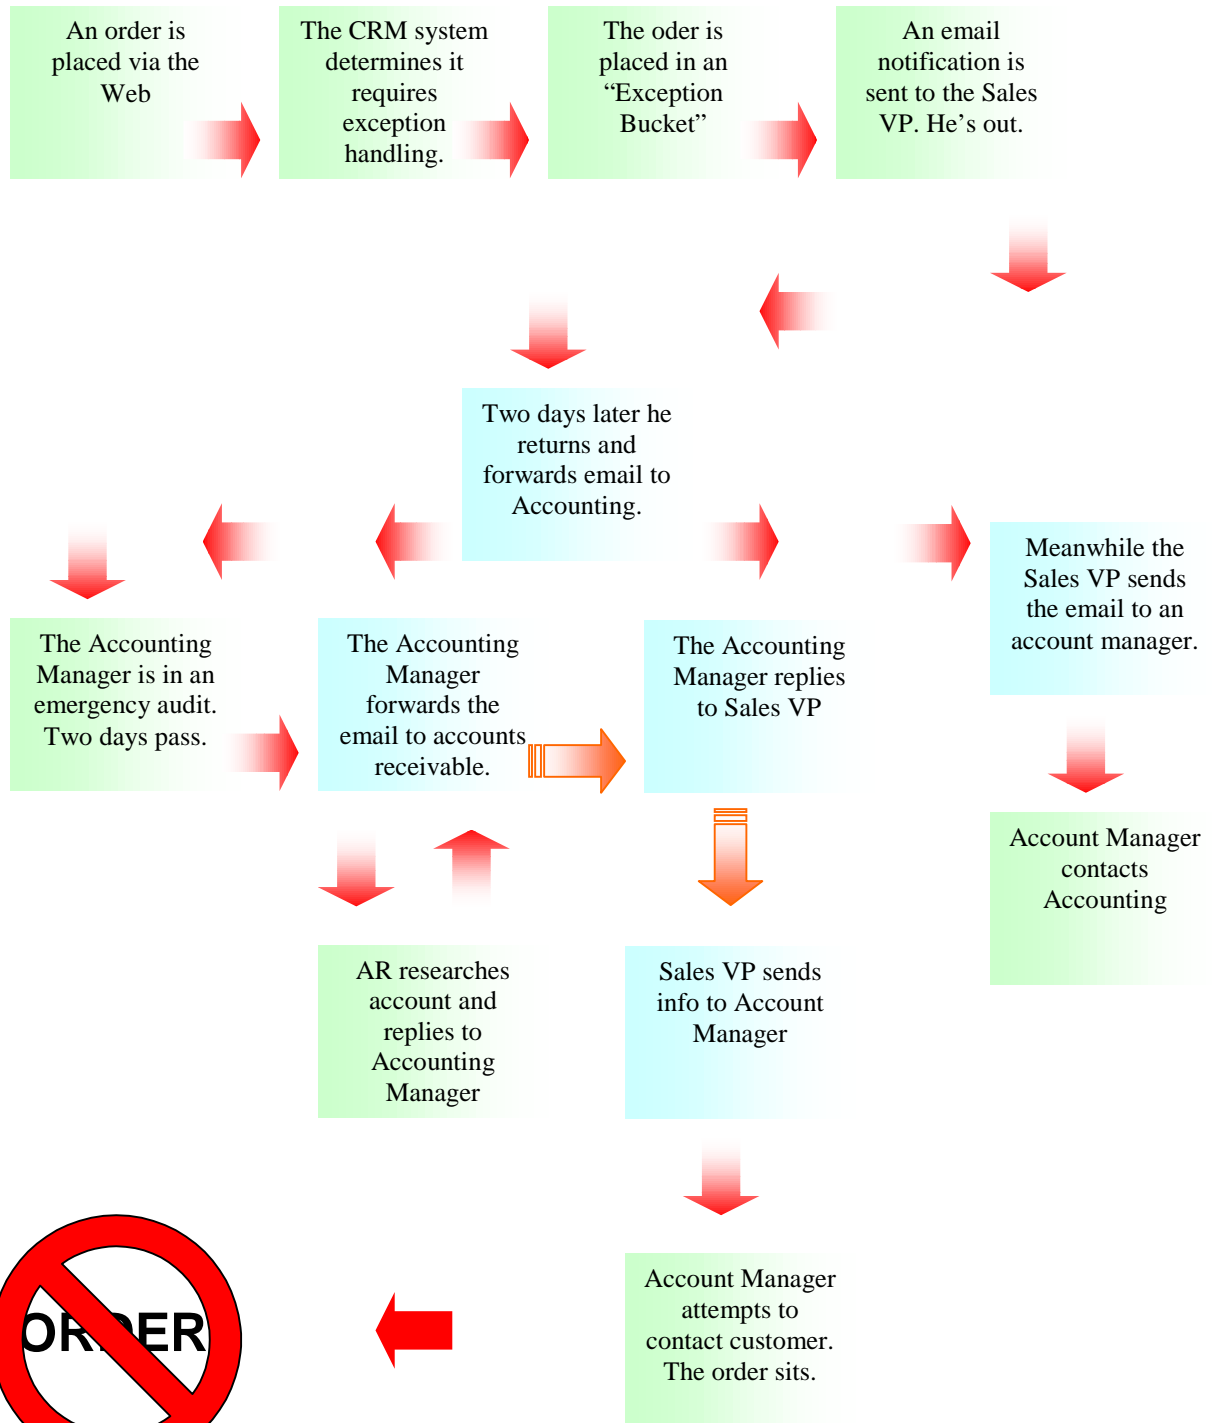 An order is
placed via the
Web
The CRM system
determines it
requires
exception
handling.
The oder is
placed in an
“Exception
Bucket”
An email
notification is
sent to the Sales
VP. He’s out.
Two days later he
returns and
forwards email to
Accounting.
Meanwhile the
Sales VP sends
the email to an
account manager.
The Accounting
Manager is in an
emergency audit.
Two days pass.
The Accounting
Manager
forwards the
email to accounts
receivable.
The Accounting
Manager replies
to Sales VP
Account Manager
contacts
Accounting
AR researches
account and
replies to
Accounting
Manager
Sales VP sends
info to Account
Manager
Account Manager
attempts to
contact customer.
The order sits.
ORDER